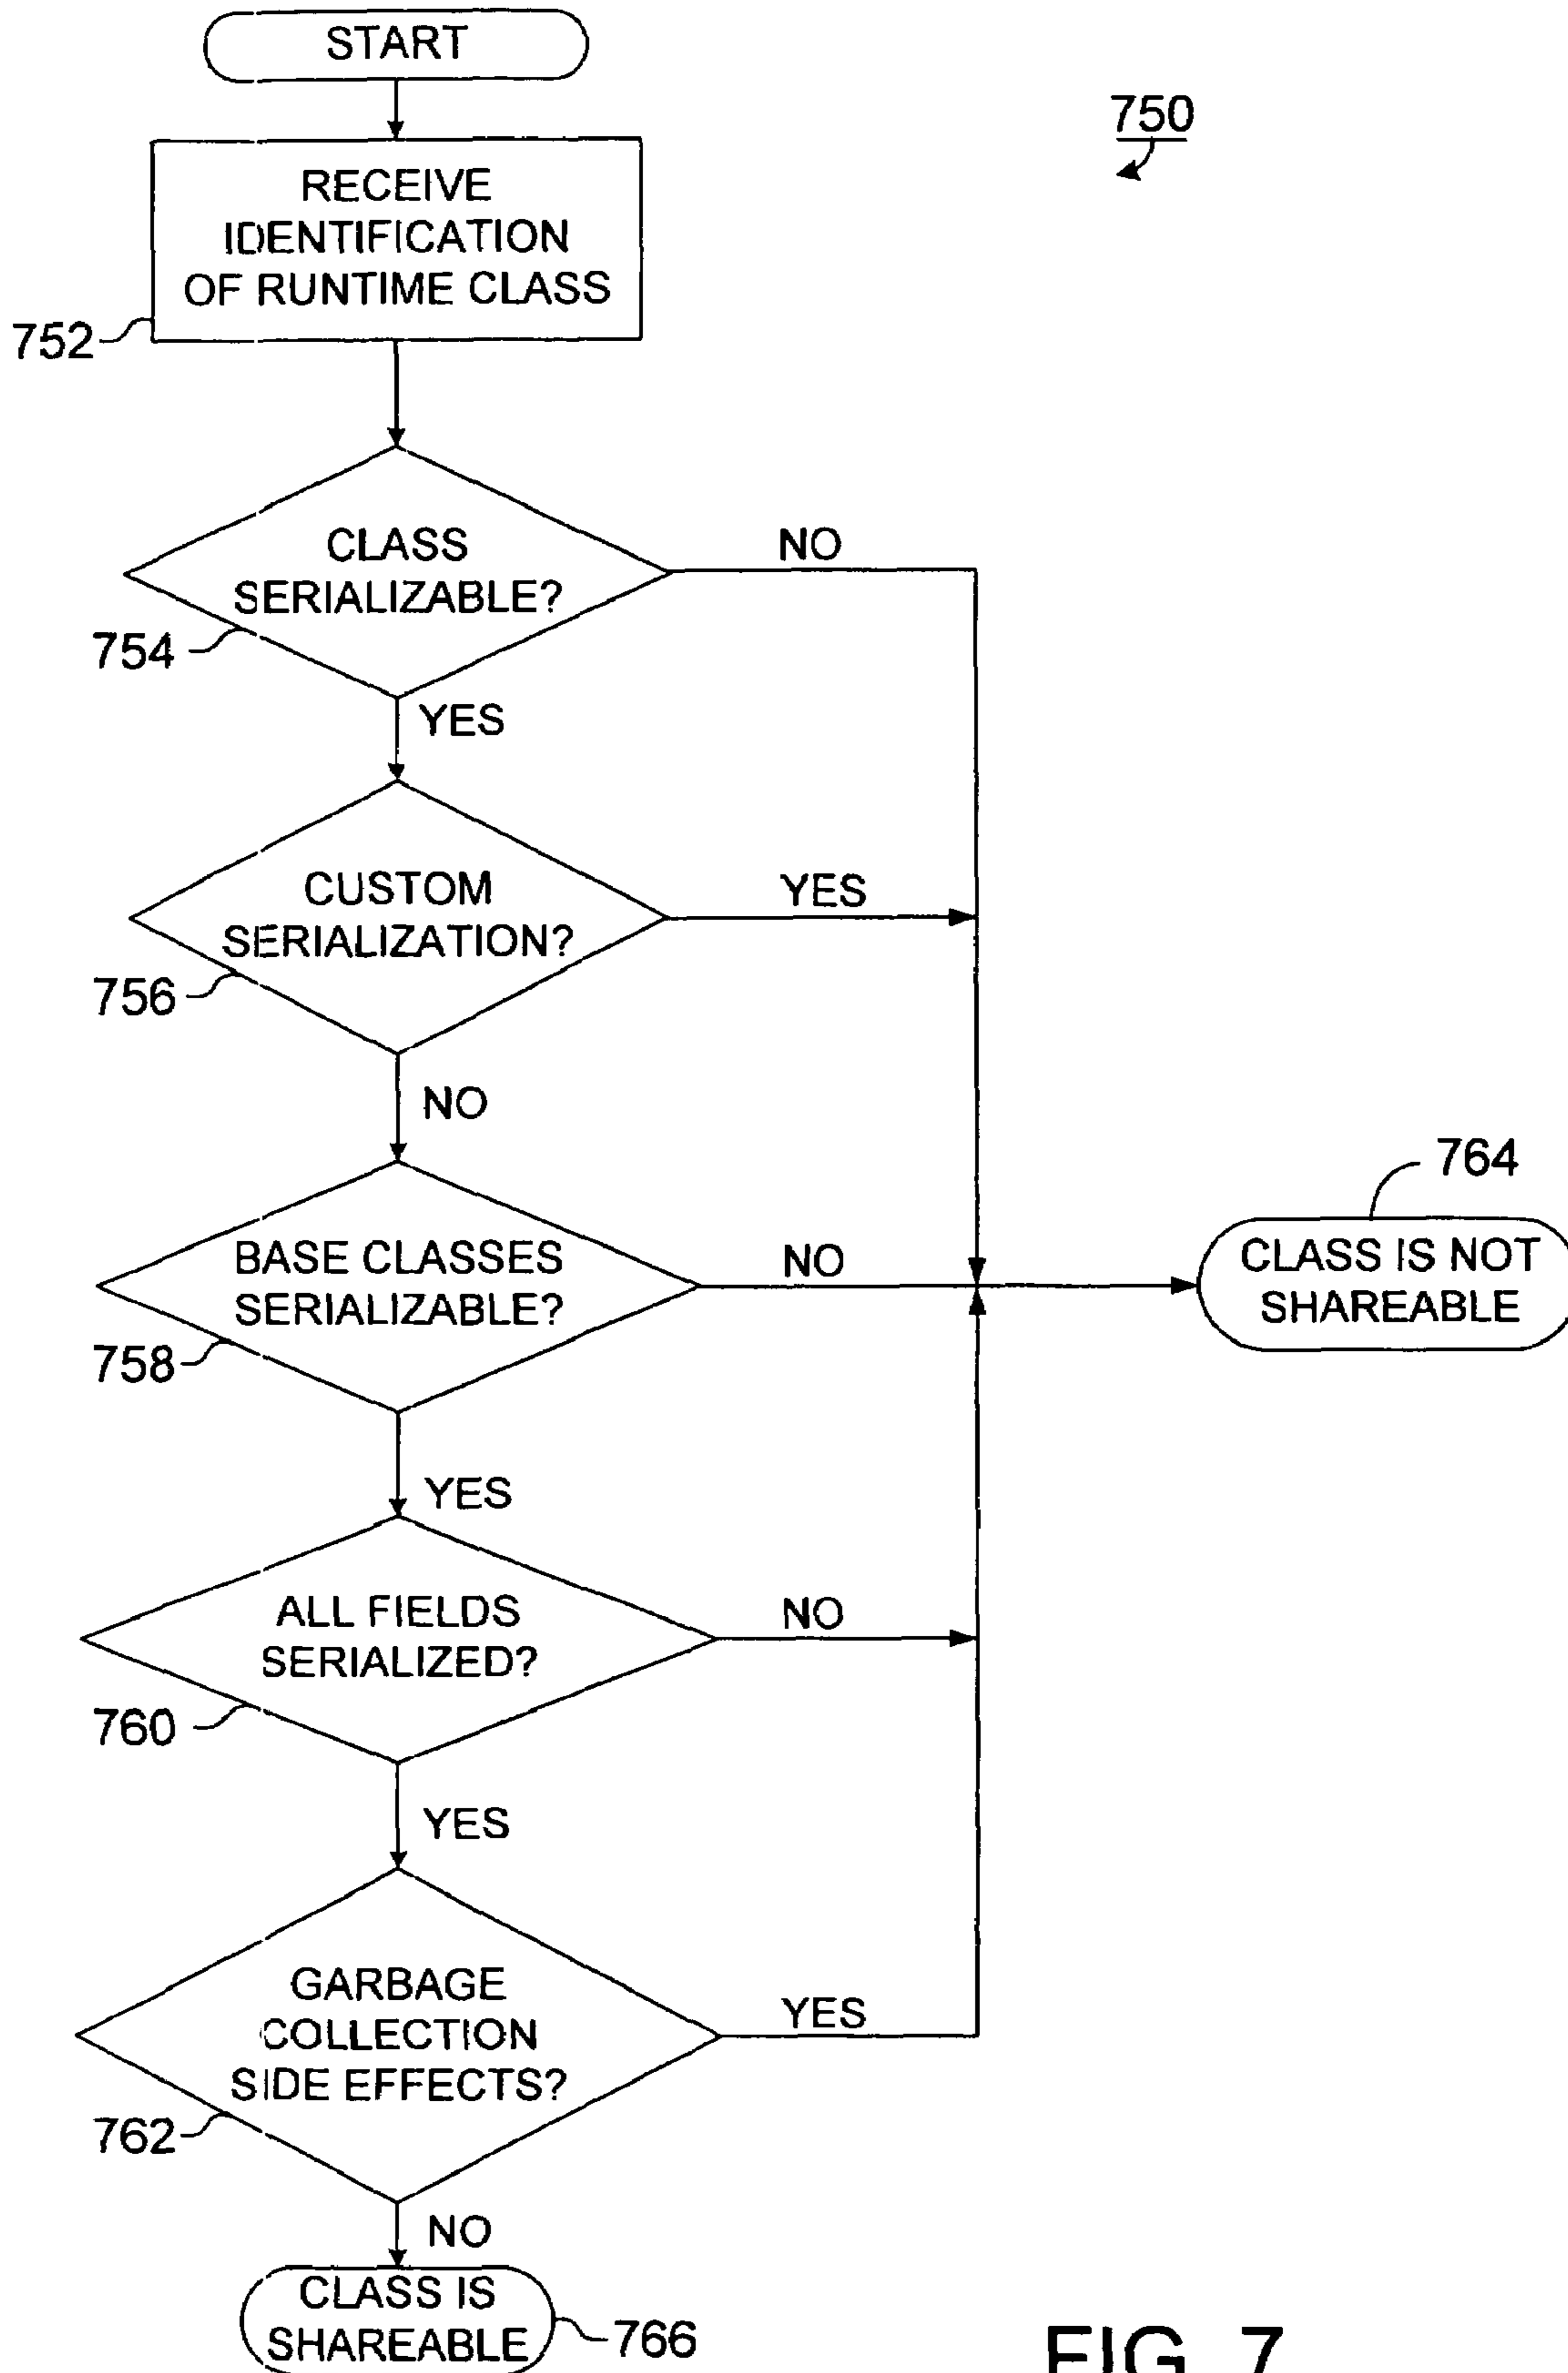 START
750
RECEIVE
IDENTIFICATION
OF RUNTIME CLASS
752
CLASS
SERIALIZABLE?
NO
754
YES
CUSTOM
SERIALIZATION?
YES
756
NO
764
BASE CLASSES
SERIALIZABLE?
NO
CLASS IS NOT
SHAREABLE
758
YES
ALL FIELDS
SERIALIZED?
NO
760
YES
GARBAGE
COLLECTION
SIDE EFFECTS?
YES
762
NO
CLASS IS
SHAREABLE
766
FIG. 7